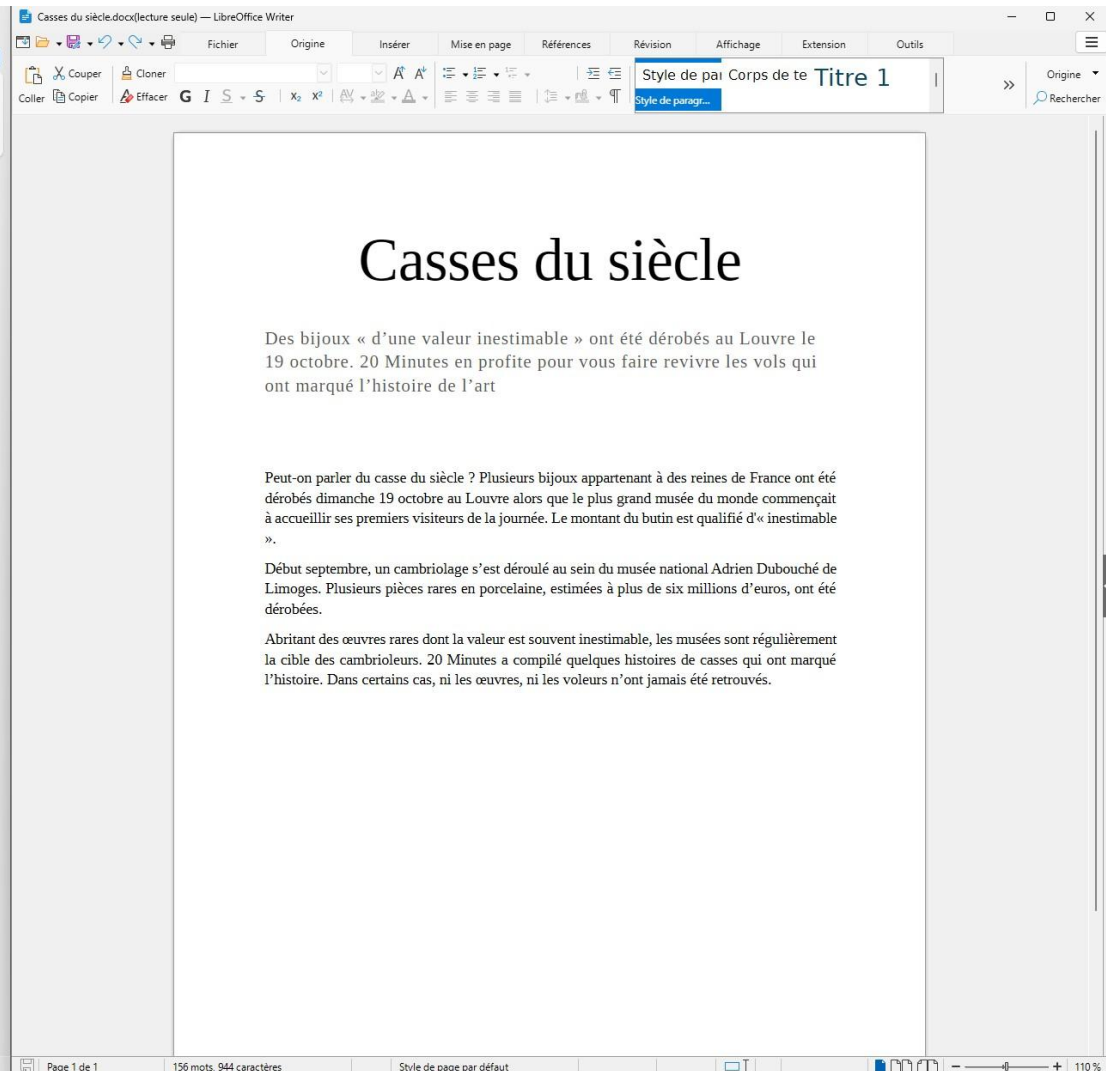 Casses du siècle.docx(lecture seule) — LibreOffice Writer
Fichier Origine Insérer Mise en page Références Révision Affichage Extension Outils
Couper Cloner
Style de par Corps de te Titre 1
Origine
Coller Copier Effacer G I S S x₂ x² AV A ¶
Style de paragr...
Rechercher
Casses du siècle
Des bijoux « d’une valeur inestimable » ont été dérobés au Louvre le
19 octobre. 20 Minutes en profite pour vous faire revivre les vols qui
ont marqué l’histoire de l’art
Peut-on parler du casse du siècle ? Plusieurs bijoux appartenant à des reines de France ont été
dérobés dimanche 19 octobre au Louvre alors que le plus grand musée du monde commençait
à accueillir ses premiers visiteurs de la journée. Le montant du butin est qualifié d'« inestimable
».
Début septembre, un cambriolage s’est déroulé au sein du musée national Adrien Dubouché de
Limoges. Plusieurs pièces rares en porcelaine, estimées à plus de six millions d’euros, ont été
dérobées.
Abritant des œuvres rares dont la valeur est souvent inestimable, les musées sont régulièrement
la cible des cambrioleurs. 20 Minutes a compilé quelques histoires de casses qui ont marqué
l’histoire. Dans certains cas, ni les œuvres, ni les voleurs n’ont jamais été retrouvés.
Page 1 de 1 156 mots, 944 caractères Style de page par défaut 110 %